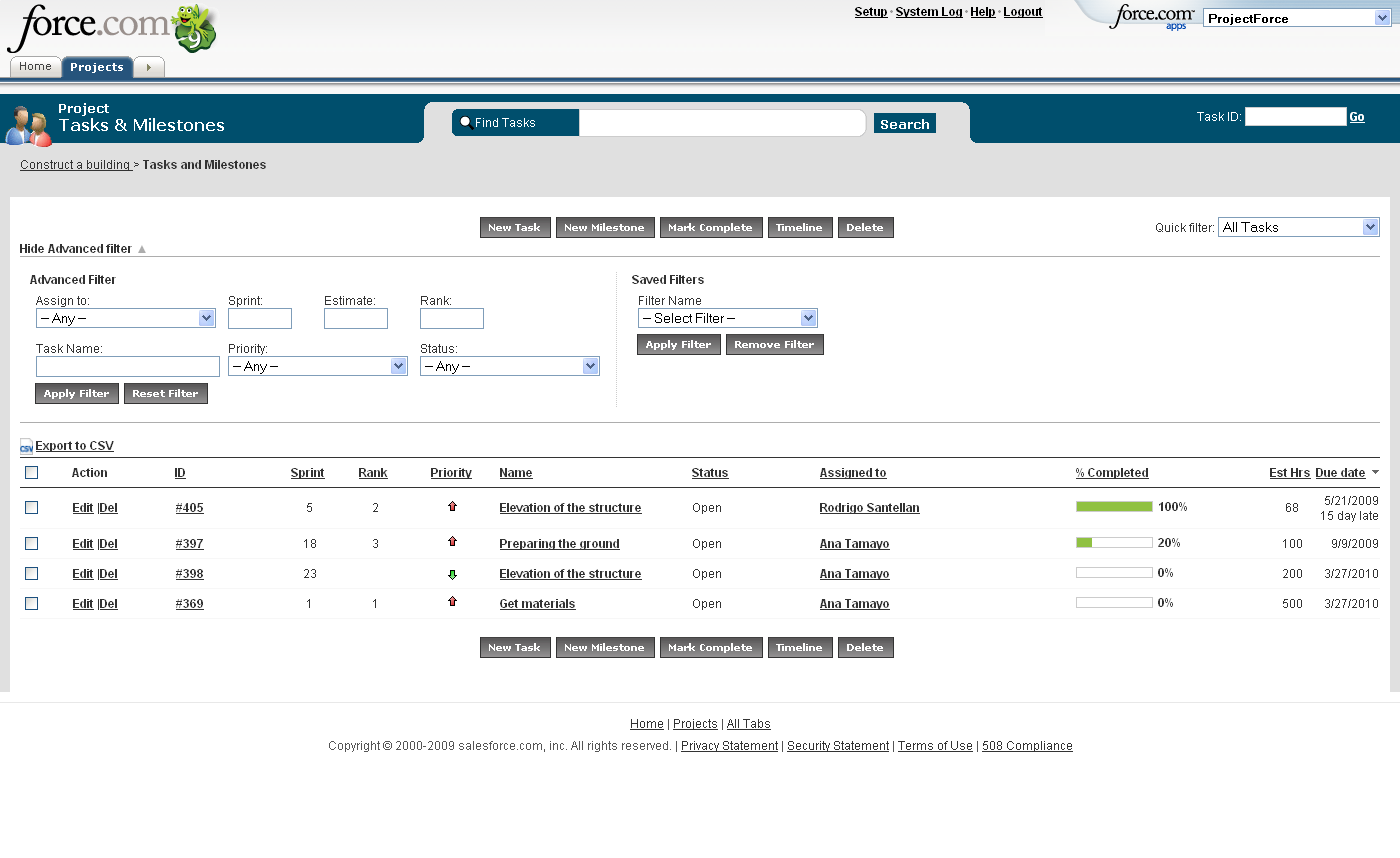 force.com 9
Setup · System Log · Help · Logout
force.com apps
ProjectForce
Home Projects
Project
Tasks & Milestones
Find Tasks
Search
Task ID: Go
Construct a building > Tasks and Milestones
New Task New Milestone Mark Complete Timeline Delete
Quick filter: All Tasks
Hide Advanced filter
Advanced Filter
Saved Filters
Assign to: Sprint: Estimate: Rank:
Filter Name
-- Any --
-- Select Filter --
Task Name: Priority: Status:
Apply Filter Remove Filter
-- Any -- -- Any --
Apply Filter Reset Filter
CSV Export to CSV
Action ID Sprint Rank Priority Name Status Assigned to % Completed Est Hrs Due date
Edit |Del #405 5 2 Elevation of the structure Open Rodrigo Santellan 100% 68 5/21/2009
15 day late
Edit |Del #397 18 3 Preparing the ground Open Ana Tamayo 20% 100 9/9/2009
Edit |Del #398 23 Elevation of the structure Open Ana Tamayo 0% 200 3/27/2010
Edit |Del #369 1 1 Get materials Open Ana Tamayo 0% 500 3/27/2010
New Task New Milestone Mark Complete Timeline Delete
Home | Projects | All Tabs
Copyright © 2000-2009 salesforce.com, inc. All rights reserved. | Privacy Statement | Security Statement | Terms of Use | 508 Compliance